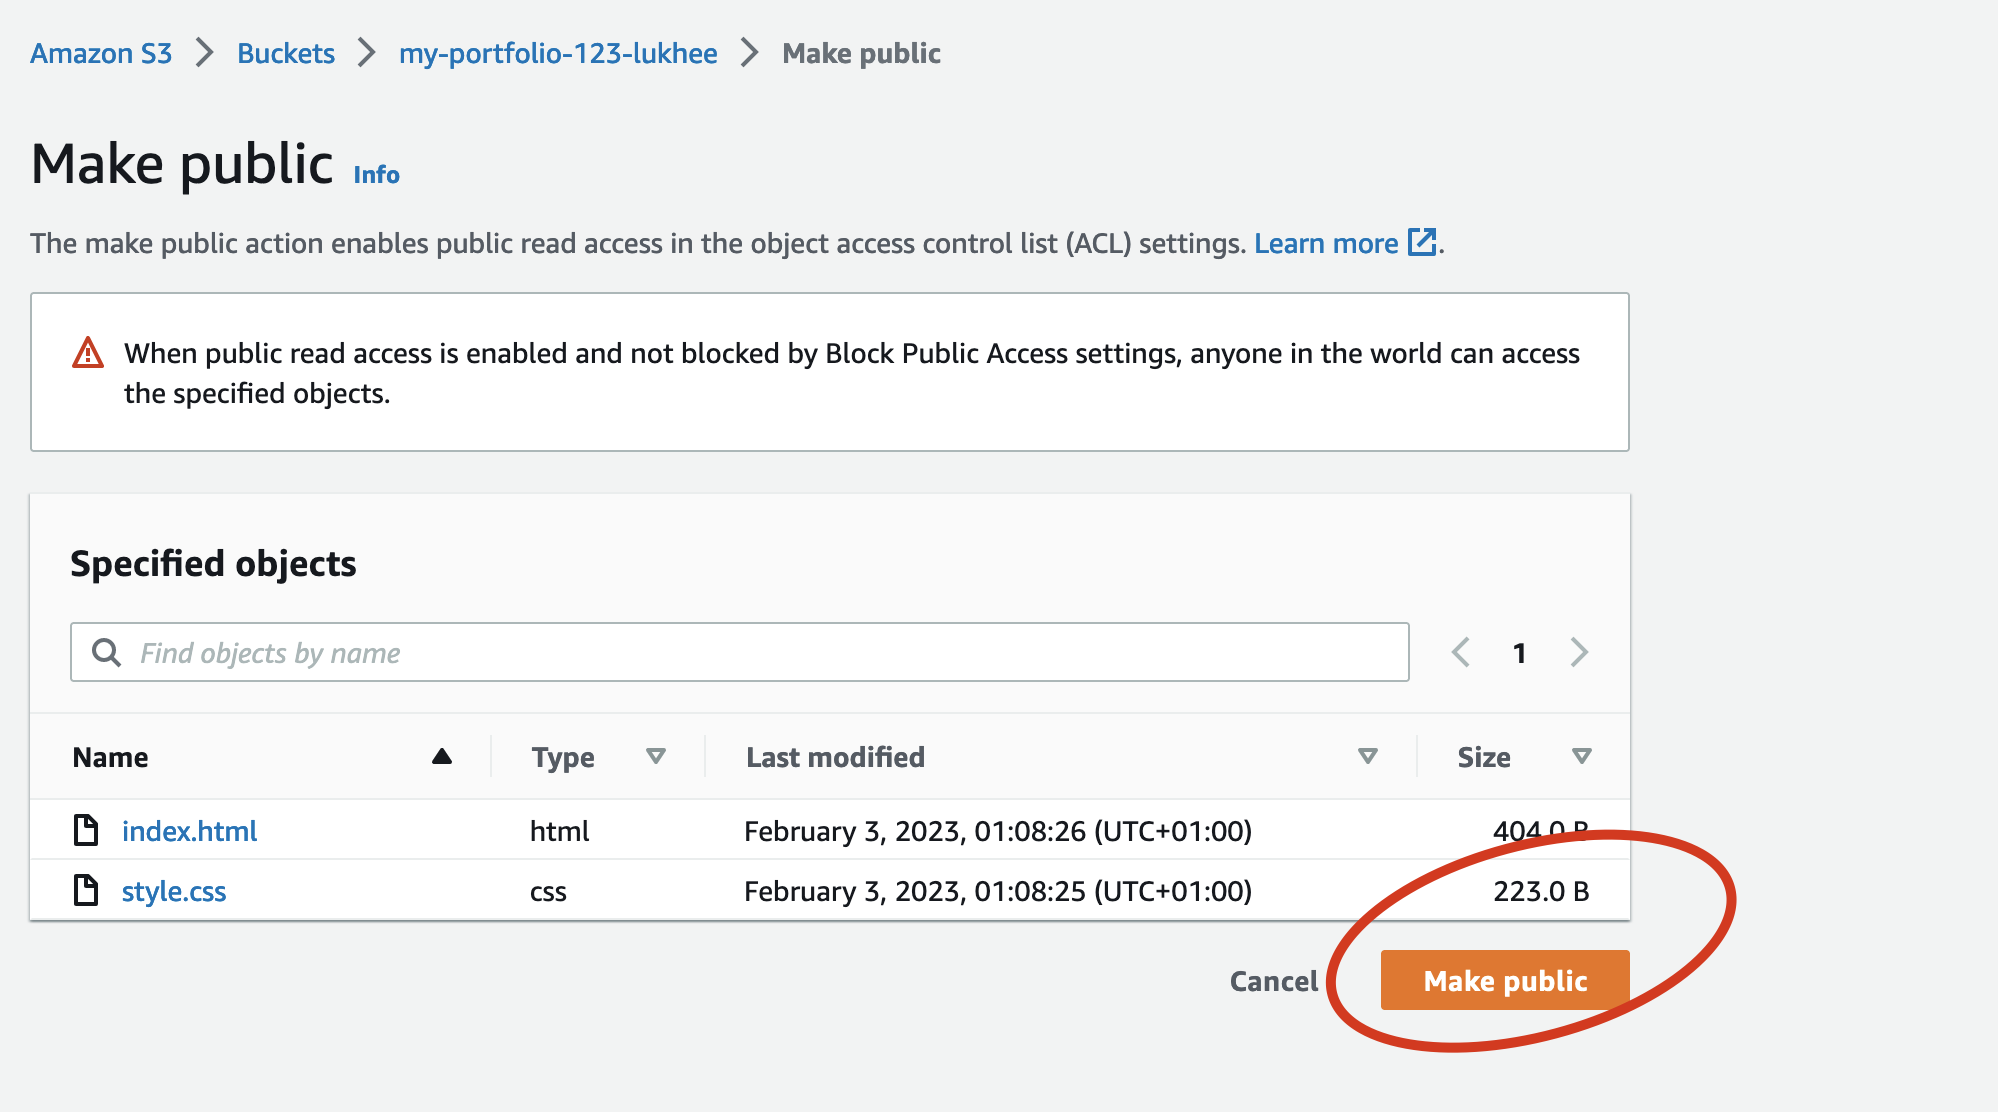 Amazon S3 > Buckets > my-portfolio-123-lukhee > Make public
Make public Info
The make public action enables public read access in the object access control list (ACL) settings. Learn more.
When public read access is enabled and not blocked by Block Public Access settings, anyone in the world can access
the specified objects.
Specified objects
Find objects by name 1
Name Type Last modified Size
index.html html February 3, 2023, 01:08:26 (UTC+01:00) 404.0 B
style.css css February 3, 2023, 01:08:25 (UTC+01:00) 223.0 B
Cancel Make public